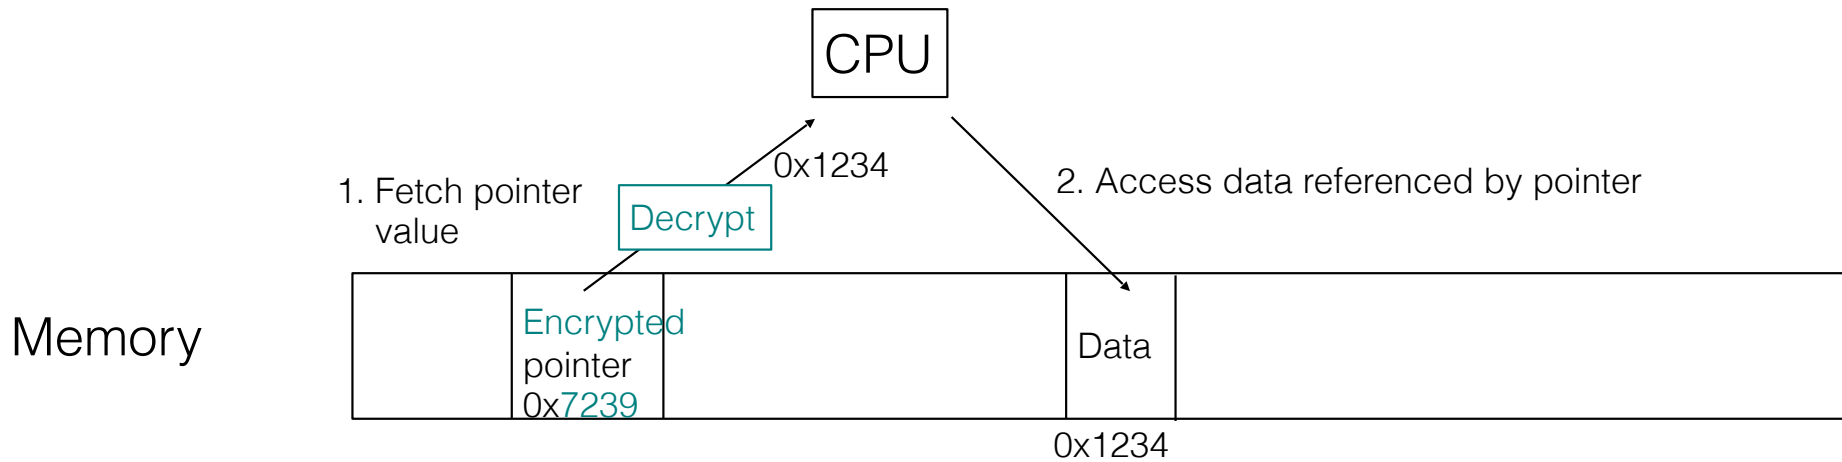 CPU
0x1234
1. Fetch pointer
value
2. Access data referenced by pointer
Decrypt
Memory
Encrypted
pointer
0x7239
Data
0x1234